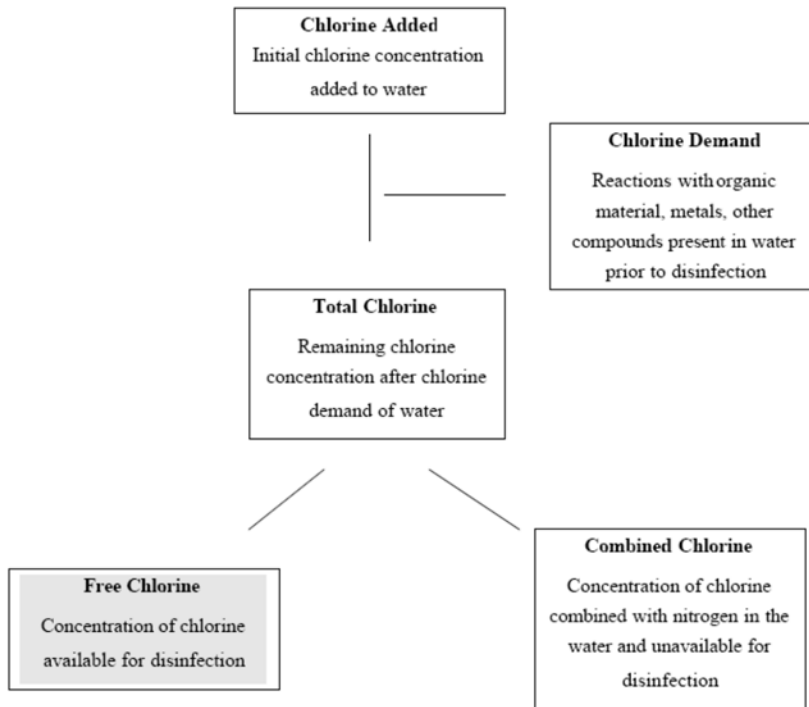 Chlorine Added
Initial chlorine concentration
added to water
Chlorine Demand
Reactions with organic
material, metals, other
compounds present in water
prior to disinfection
Total Chlorine
Remaining chlorine
concentration after chlorine
demand of water
Free Chlorine
Concentration of chlorine
available for disinfection
Combined Chlorine
Concentration of chlorine
combined with nitrogen in the
water and unavailable for
disinfection